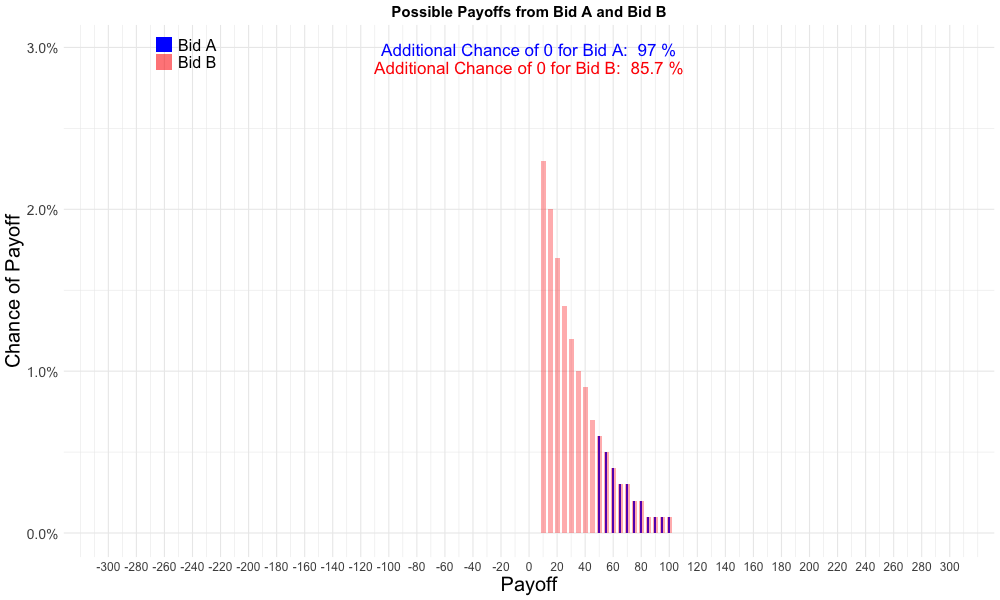 Possible Payoffs from Bid A and Bid B
Bid A
Bid B
Additional Chance of 0 for Bid A:  97 %
Additional Chance of 0 for Bid B:  85.7 %
Chance of Payoff
3.0%
2.0%
1.0%
0.0%
-300 -280 -260 -240 -220 -200 -180 -160 -140 -120 -100 -80 -60 -40 -20 0 20 40 60 80 100 120 140 160 180 200 220 240 260 280 300
Payoff